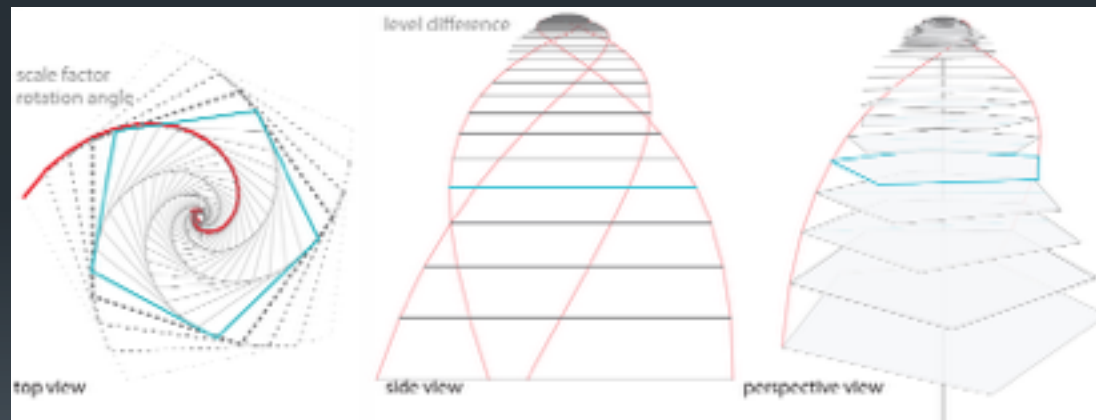 scale factor
rotation angle
level difference
top view
side view
perspective view